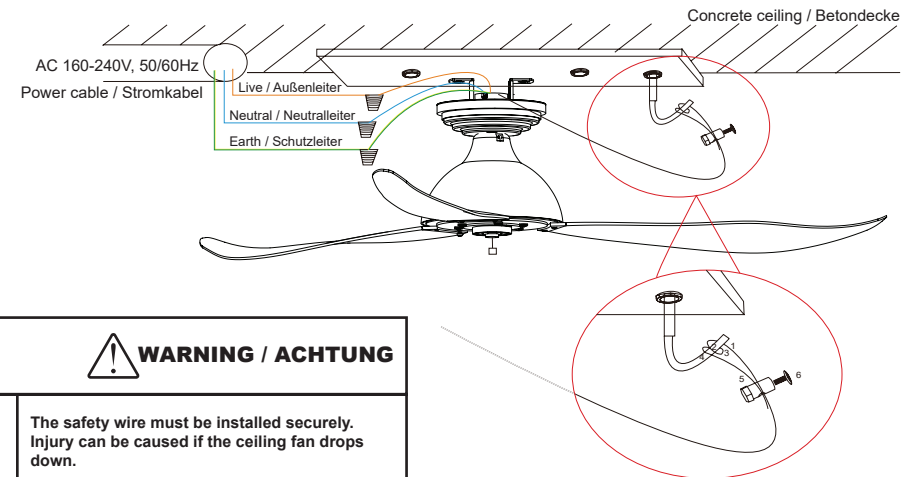 Concrete ceiling / Betondecke
AC 160-240V, 50/60Hz
Power cable / Stromkabel
Live / Außenleiter
Neutral / Neutralleiter
Earth / Schutzleiter
1
2
3
4
5
6
WARNING / ACHTUNG
The safety wire must be installed securely.
Injury can be caused if the ceiling fan drops
down.